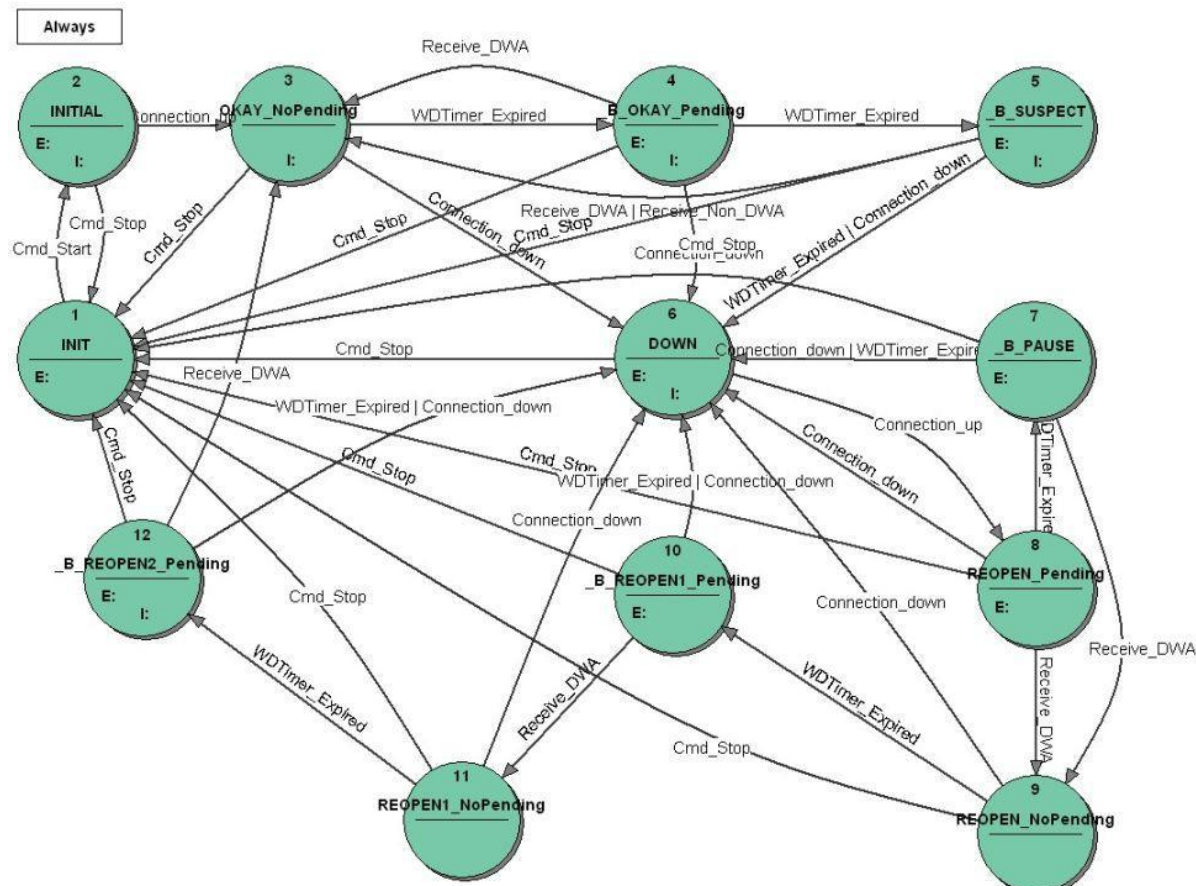 Always
2
INITIAL
E:
I:
Connection_up
3
OKAY_NoPending
I:
Receive_DWA
WDTimer_Expired
4
B_OKAY_Pending
E:
I:
WDTimer_Expired
5
_B_SUSPECT
E:
I:
Cmd_Start
Cmd_Stop
Cmd_Stop
Cmd_Stop
Connection_down
Receive_DWA | Receive_Non_DWA
Cmd_Stop
Cmd_Stop
WDTimer_Expired | Connection_down
Connection_down
1
INIT
E:
Cmd_Stop
6
DOWN
E:
I:
Connection_down | WDTimer_Expire
7
_B_PAUSE
E:
Receive_DWA
WDTimer_Expired | Connection_down
Connection_up
Connection_down
DTimer_Expired
Cmd_Stop
Cmd_Stop
Cmd_Stop
WDTimer_Expired | Connection_down
Connection_down
12
_B_REOPEN2_Pending
E:
I:
10
_B_REOPEN1_Pending
E:
8
REOPEN_Pending
E:
Cmd_Stop
Connection_down
Receive_DWA
Receive_DWA
WDTimer_Expired
Receive_DWA
WDTimer_Expired
Cmd_Stop
11
REOPEN1_NoPending
9
REOPEN_NoPending